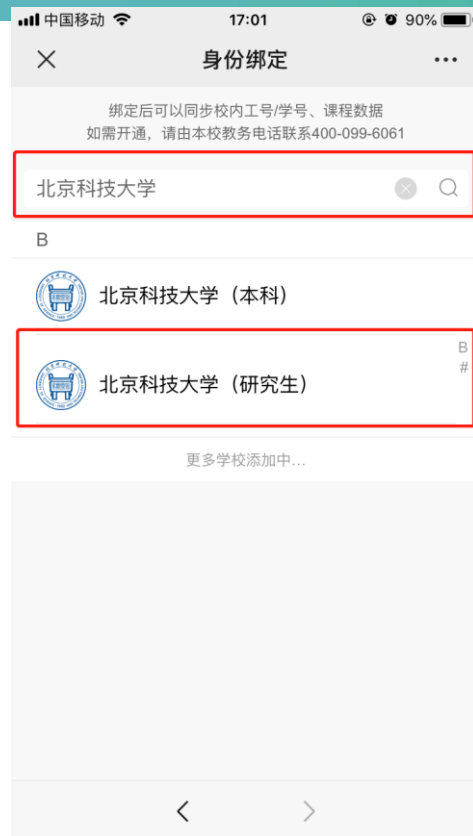 中国移动 17:01 90%
身份绑定
绑定后可以同步校内工号/学号、课程数据
如需开通，请由本校教务电话联系400-099-6061
北京科技大学
B
北京科技大学（本科）
B
#
北京科技大学（研究生）
更多学校添加中...